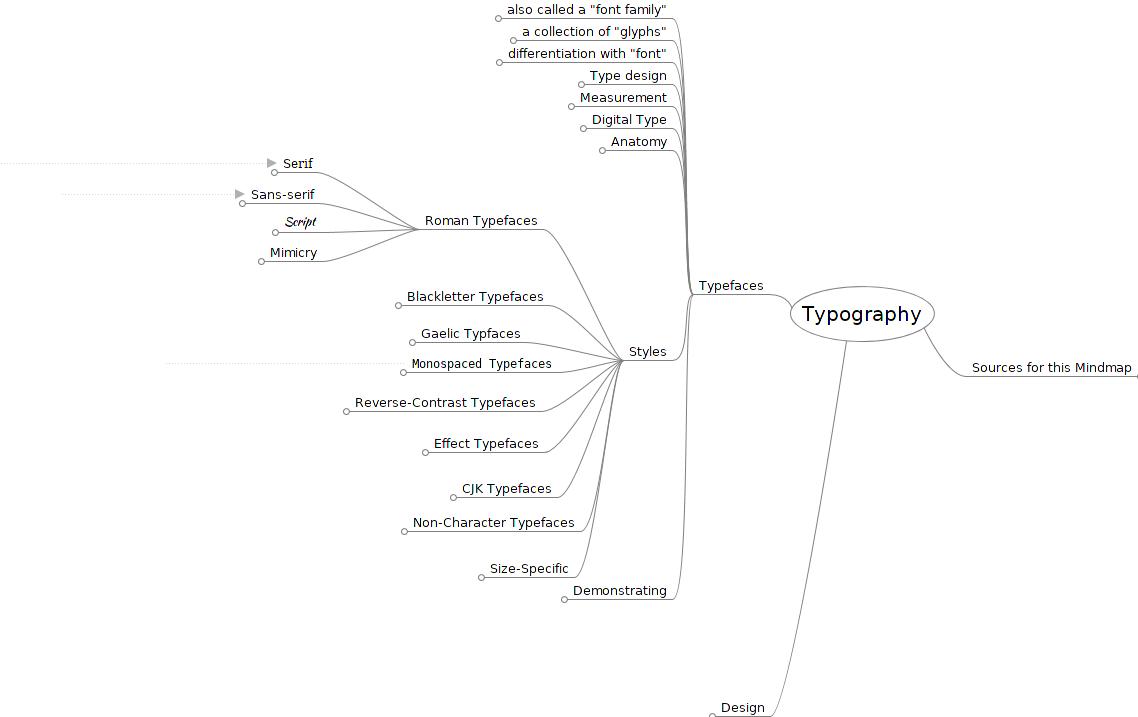 also called a "font family"
a collection of "glyphs"
differentiation with "font"
Type design
Measurement
Digital Type
Anatomy
Serif
Sans-serif
Script
Mimicry
Roman Typefaces
Blackletter Typefaces
Gaelic Typfaces
Monospaced Typefaces
Reverse-Contrast Typefaces
Effect Typefaces
CJK Typefaces
Non-Character Typefaces
Size-Specific
Styles
Demonstrating
Typefaces
Typography
Sources for this Mindmap
Design